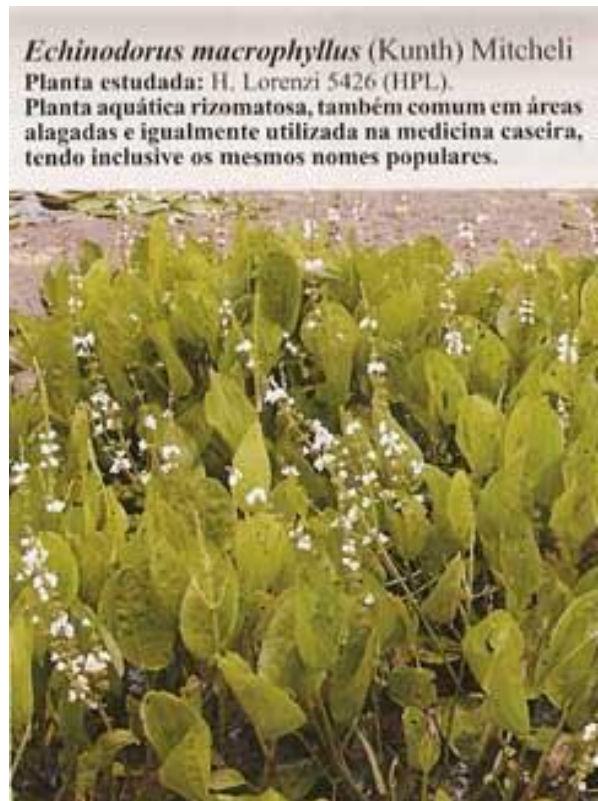 Echinodorus macrophyllus (Kunth) Mitcheli
Planta estudada: H. Lorenzi 5426 (HPL).
Planta aquática rizomatosa, também comum em áreas
alagadas e igualmente utilizada na medicina caseira,
tendo inclusive os mesmos nomes populares.